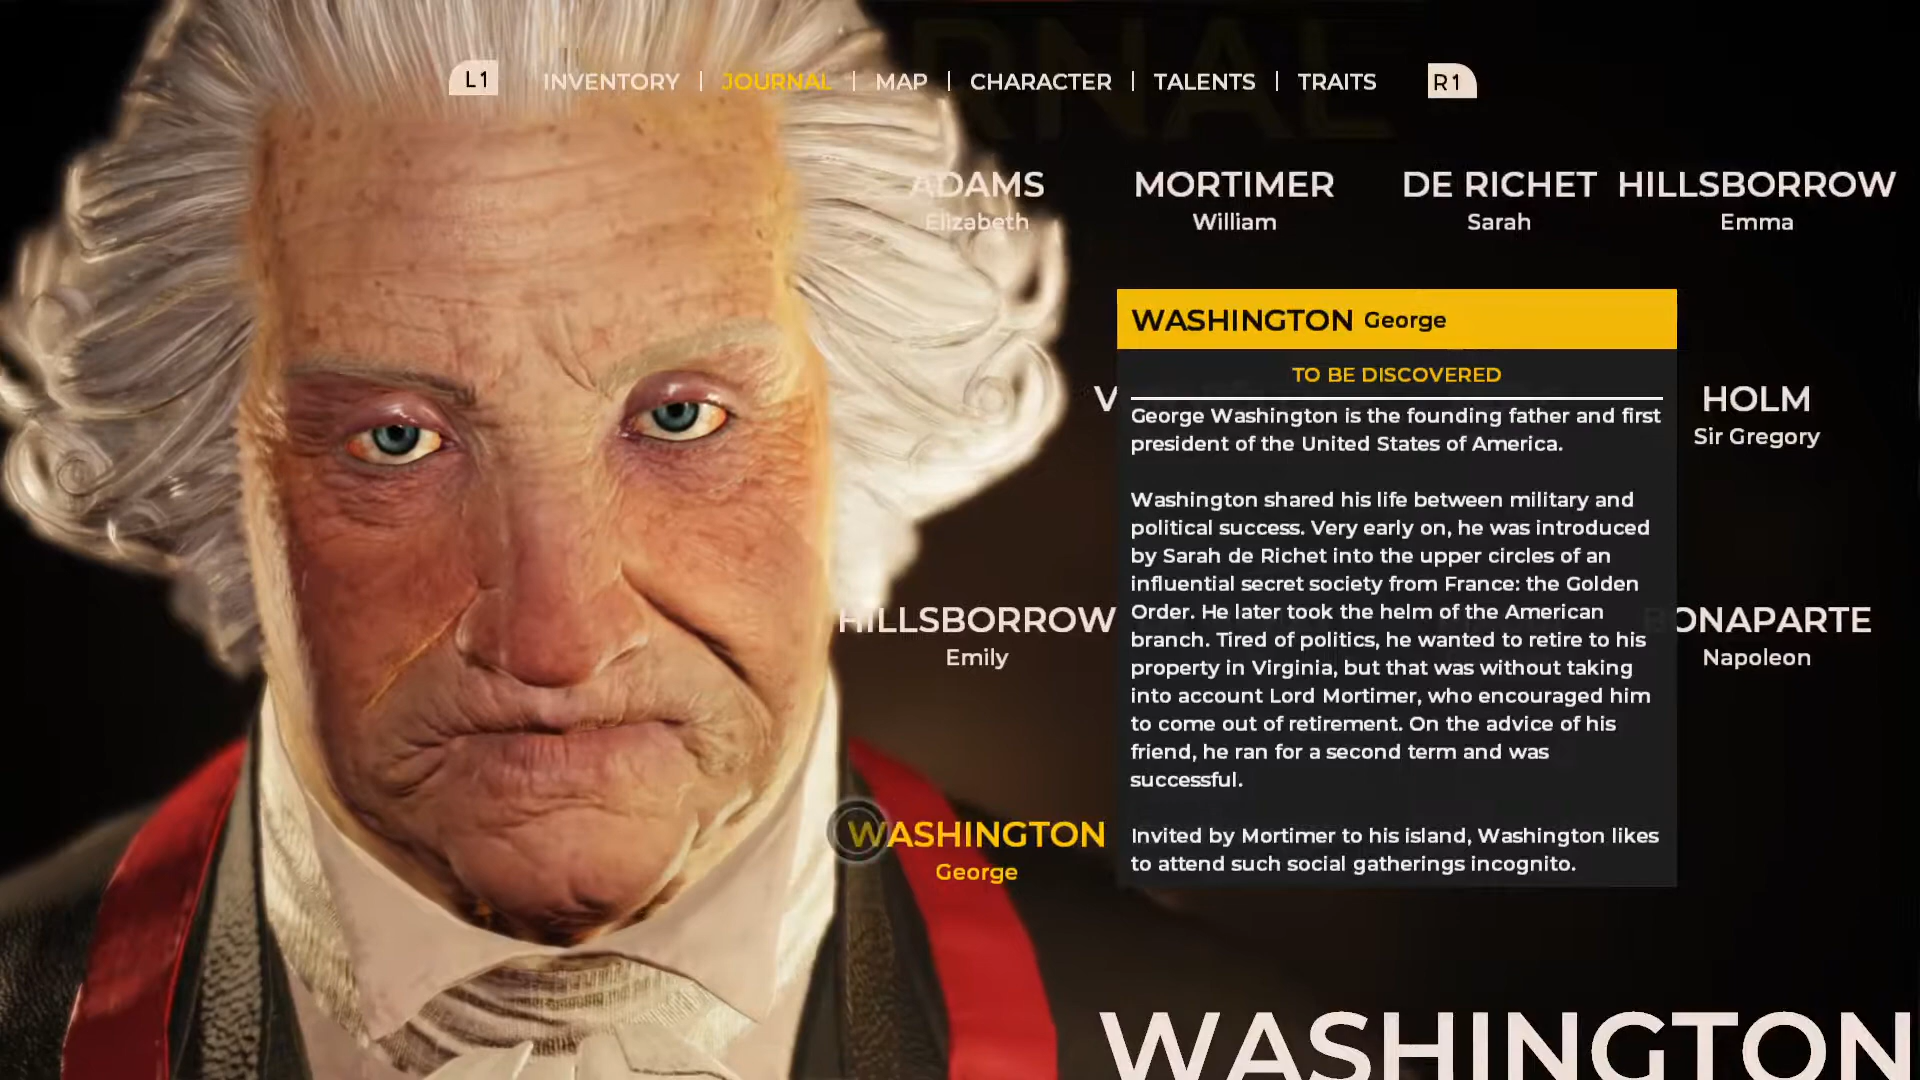 L1 INVENTORY | JOURNAL | MAP | CHARACTER | TALENTS | TRAITS R1
ADAMS
Elizabeth
MORTIMER
William
DE RICHET
Sarah
HILLSBORROW
Emma
WASHINGTON George
TO BE DISCOVERED
George Washington is the founding father and first
president of the United States of America.
Washington shared his life between military and
political success. Very early on, he was introduced
by Sarah de Richet into the upper circles of an
influential secret society from France: the Golden
Order. He later took the helm of the American
branch. Tired of politics, he wanted to retire to his
property in Virginia, but that was without taking
into account Lord Mortimer, who encouraged him
to come out of retirement. On the advice of his
friend, he ran for a second term and was
successful.
Invited by Mortimer to his island, Washington likes
to attend such social gatherings incognito.
HOLM
Sir Gregory
HILLSBORROW
Emily
BONAPARTE
Napoleon
WASHINGTON
George
WASHINGTON